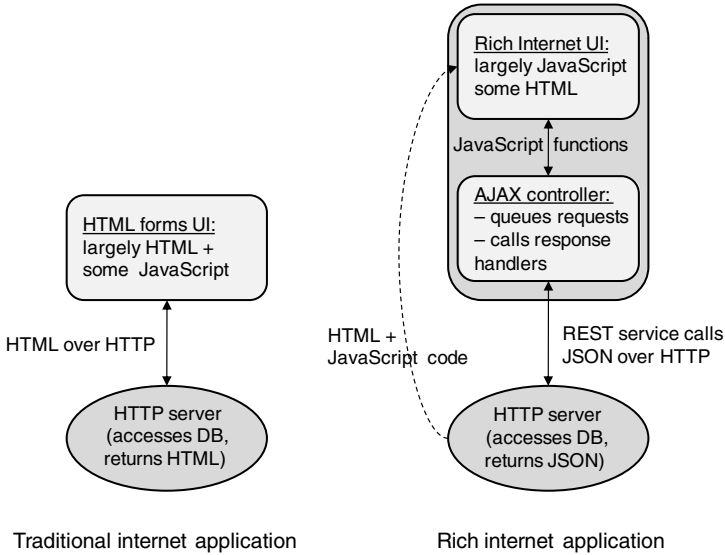 HTML forms UI:
largely HTML +
some JavaScript
HTML over HTTP
HTTP server
(accesses DB,
returns HTML)
Traditional internet application
Rich Internet UI:
largely JavaScript
some HTML
JavaScript functions
AJAX controller:
– queues requests
– calls response
handlers
HTML +
JavaScript code
REST service calls
JSON over HTTP
HTTP server
(accesses DB,
returns JSON)
Rich internet application